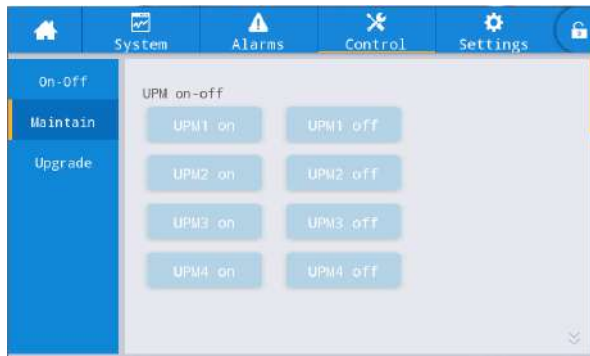 System Alarms Control Settings
On-Off
UPM on-off
Maintain
UPM1 on UPM1 off
Upgrade
UPM2 on UPM2 off
UPM3 on UPM3 off
UPM4 on UPM4 off